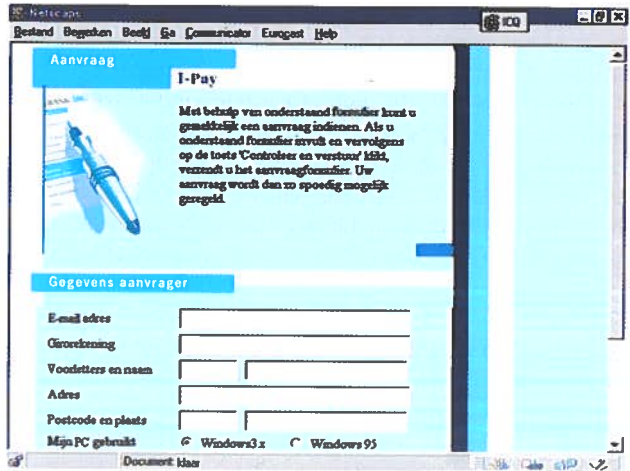 Netscape
ICQ
Bestand Bewerken Beeld Ga Communicator Eurogast Help
Aanvraag
I-Pay
Met behulp van onderstaand formulier kunt u
gemakkelijk een aanvraag indienen. Als u
onderstaand formulier invult en vervolgens
op de toets 'Controleer en verstuur' klikt,
verzendt u het aanvraagformulier. Uw
aanvraag wordt dan zo spoedig mogelijk
geregeld.
Gegevens aanvrager
E-mail adres
Girorekening
Voorletters en naam
Adres
Postcode en plaats
Mijn PC gebruikt Windows3.x Windows 95
Document: klaar